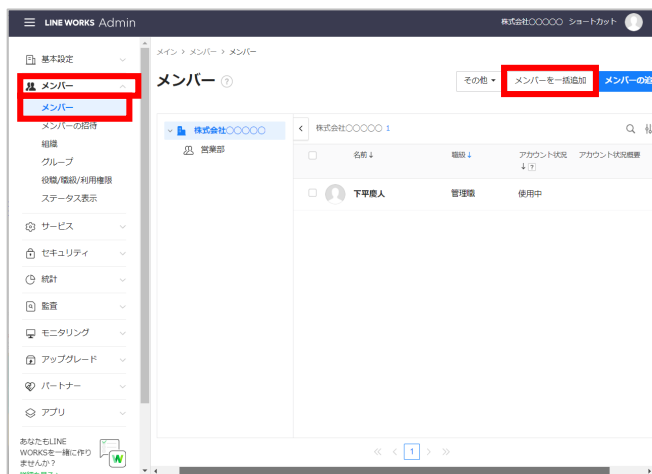 LINE WORKS Admin
株式会社〇〇〇〇〇 ショートカット
基本設定
メンバー
メンバー
メンバーの招待
組織
グループ
役職/職級/利用権限
ステータス表示
サービス
セキュリティ
統計
監査
モニタリング
アップグレード
パートナー
アプリ
あなたもLINE
WORKSを一緒に作り
ませんか？
W
メイン > メンバー > メンバー
メンバー ?
その他
メンバーを一括追加
メンバーの追
株式会社〇〇〇〇〇
営業部
株式会社〇〇〇〇〇 1
名前↓
職級↓
アカウント状況
↓ ?
アカウント状況概要
下平慶人
管理職
使用中
1